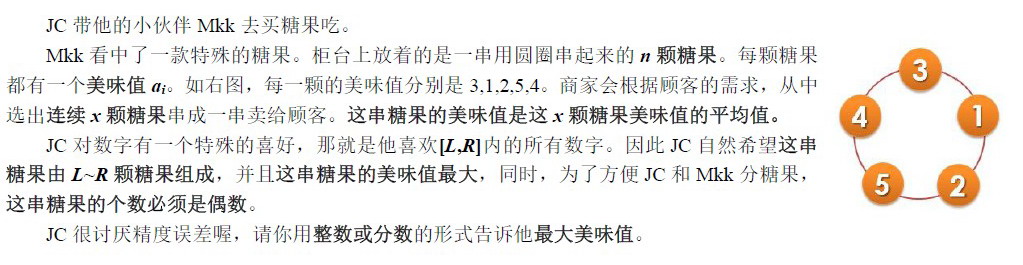 JC 带他的小伙伴 Mkk 去买糖果吃。
Mkk 看中了一款特殊的糖果。柜台上放着的是一串用圆圈串起来的 n 颗糖果。每颗糖果
都有一个美味值 ai。如右图，每一颗的美味值分别是 3,1,2,5,4。商家会根据顾客的需求，从中
选出连续 x 颗糖果串成一串卖给顾客。这串糖果的美味值是这 x 颗糖果美味值的平均值。
JC 对数字有一个特殊的喜好，那就是他喜欢[L,R]内的所有数字。因此 JC 自然希望这串
糖果由 L~R 颗糖果组成，并且这串糖果的美味值最大，同时，为了方便 JC 和 Mkk 分糖果，
这串糖果的个数必须是偶数。
JC 很讨厌精度误差喔，请你用整数或分数的形式告诉他最大美味值。
3
1
2
5
4